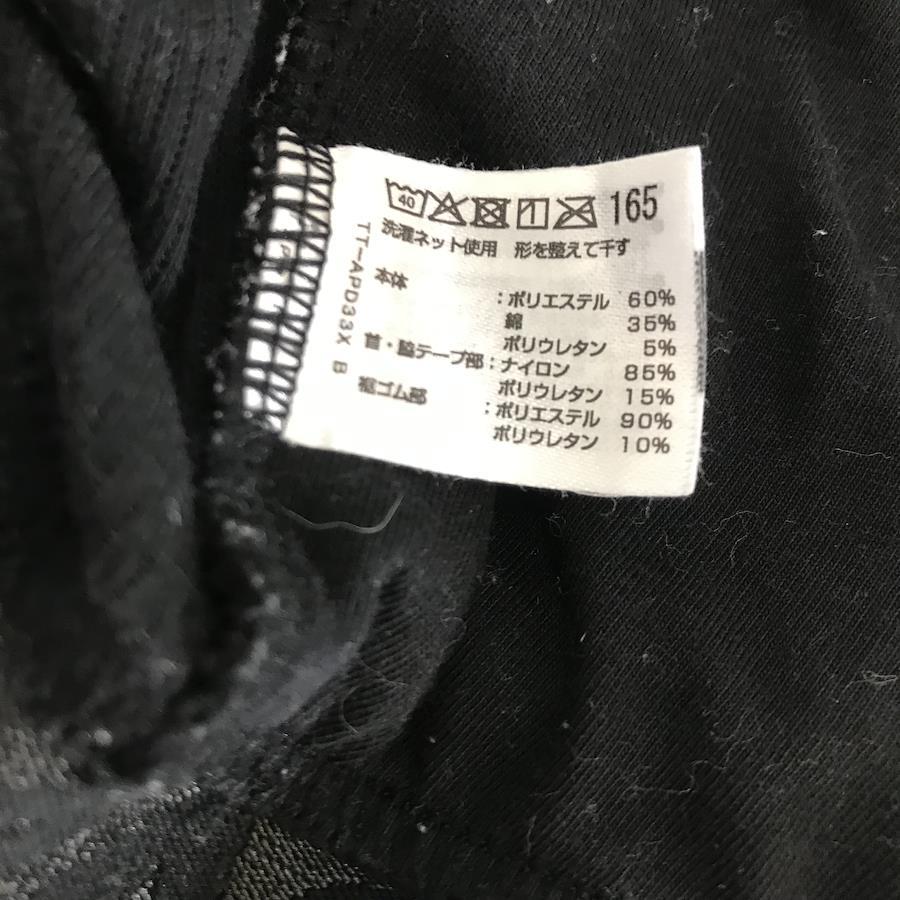 40 165
洗濯ネット使用 形を整えて干す
本体 :ポリエステル 60%
綿 35%
ポリウレタン 5%
首・脇テープ部:ナイロン 85%
ポリウレタン 15%
裾ゴム部 :ポリエステル 90%
ポリウレタン 10%
TT-APD33X B